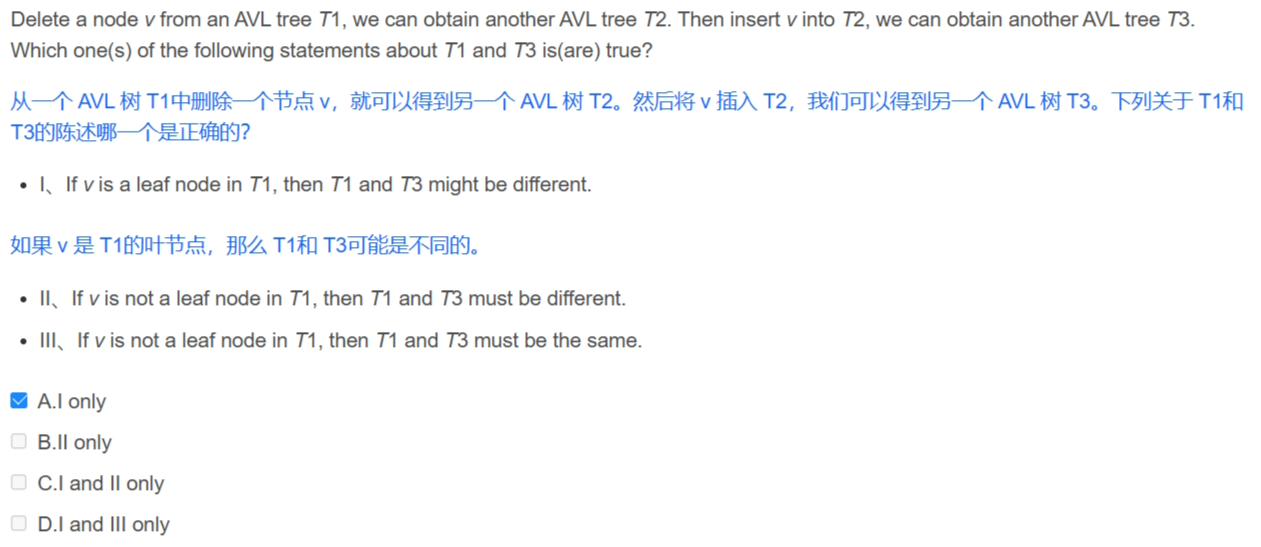 Delete a node v from an AVL tree T1, we can obtain another AVL tree T2. Then insert v into T2, we can obtain another AVL tree T3.
Which one(s) of the following statements about T1 and T3 is(are) true?
从一个 AVL 树 T1中删除一个节点 v，就可以得到另一个 AVL 树 T2。然后将 v 插入 T2，我们可以得到另一个 AVL 树 T3。下列关于 T1和
T3的陈述哪一个是正确的?
• I、If v is a leaf node in T1, then T1 and T3 might be different.
如果 v 是 T1的叶节点，那么 T1和 T3可能是不同的。
• II、If v is not a leaf node in T1, then T1 and T3 must be different.
• III、If v is not a leaf node in T1, then T1 and T3 must be the same.
A.I only
B.II only
C.I and II only
D.I and III only